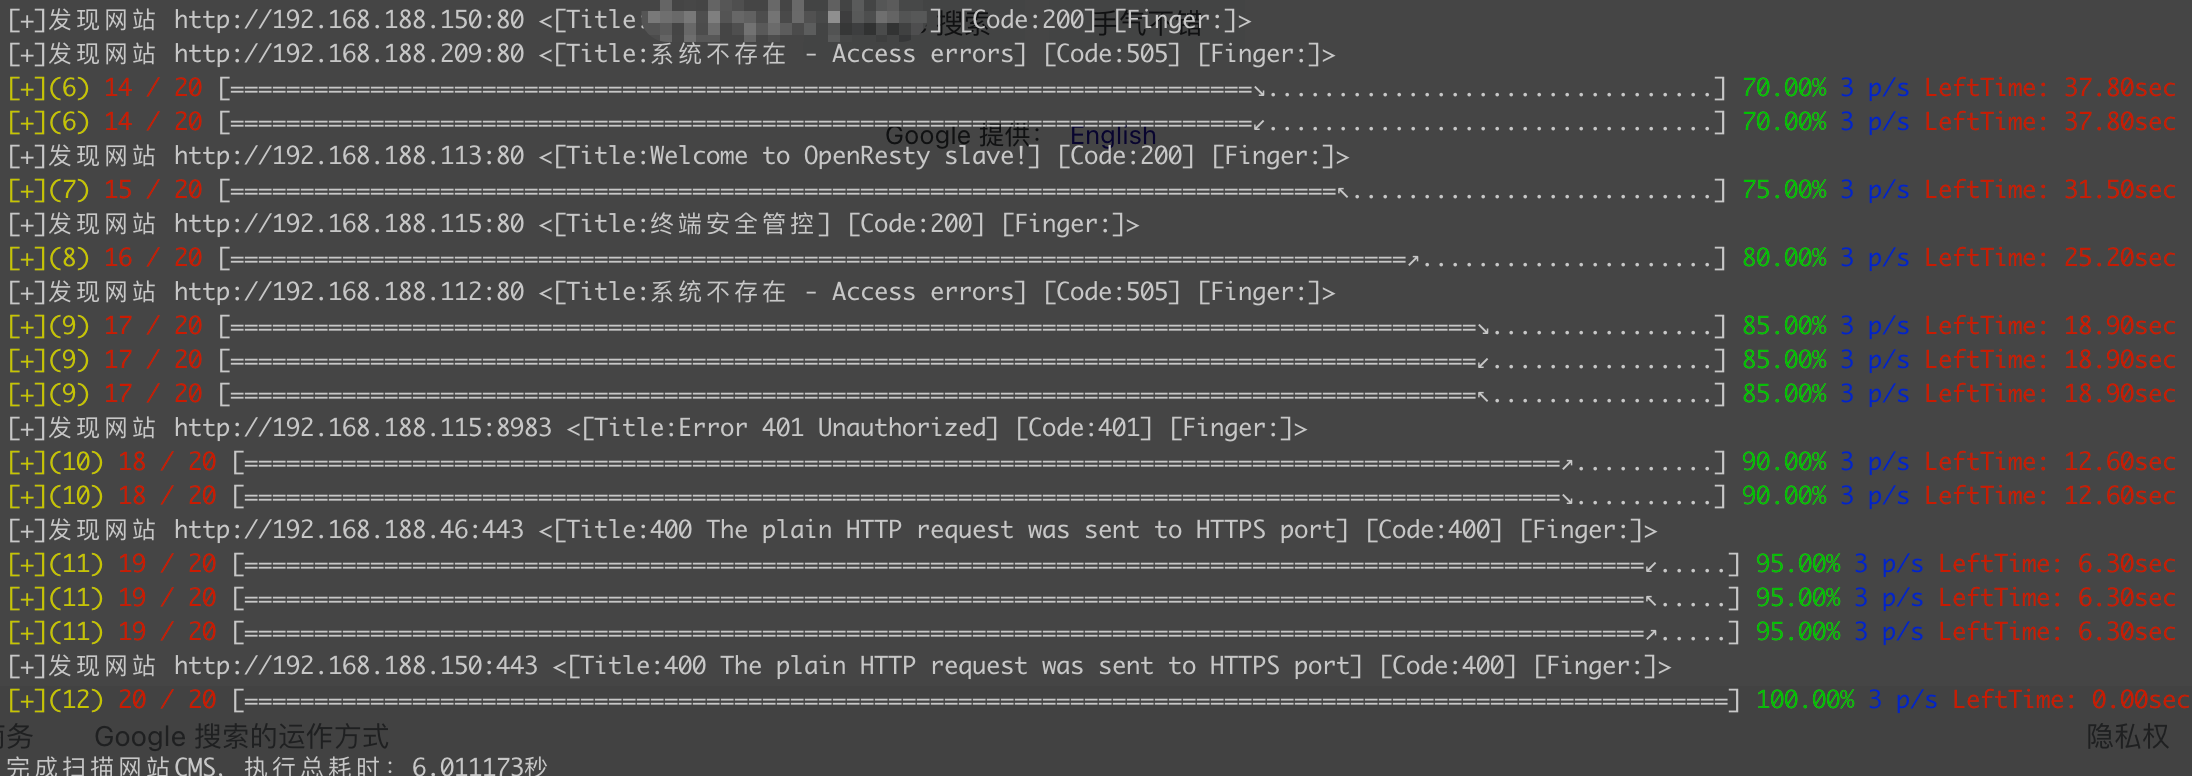 [+]发现网站 http://192.168.188.150:80 <[Title: ] [Code:200] [Finger:]>
搜索 手气不错
[+]发现网站 http://192.168.188.209:80 <[Title:系统不存在 - Access errors] [Code:505] [Finger:]>
[+](6) 14 / 20 [=========================================================================↘................................] 70.00% 3 p/s LeftTime: 37.80sec
[+](6) 14 / 20 [=========================================================================↙................................] 70.00% 3 p/s LeftTime: 37.80sec
Google 提供： English
[+]发现网站 http://192.168.188.113:80 <[Title:Welcome to OpenResty slave!] [Code:200] [Finger:]>
[+](7) 15 / 20 [===============================================================================↖..........................] 75.00% 3 p/s LeftTime: 31.50sec
[+]发现网站 http://192.168.188.115:80 <[Title:终端安全管控] [Code:200] [Finger:]>
[+](8) 16 / 20 [====================================================================================↗.....................] 80.00% 3 p/s LeftTime: 25.20sec
[+]发现网站 http://192.168.188.112:80 <[Title:系统不存在 - Access errors] [Code:505] [Finger:]>
[+](9) 17 / 20 [=========================================================================================↘................] 85.00% 3 p/s LeftTime: 18.90sec
[+](9) 17 / 20 [=========================================================================================↙................] 85.00% 3 p/s LeftTime: 18.90sec
[+](9) 17 / 20 [=========================================================================================↖................] 85.00% 3 p/s LeftTime: 18.90sec
[+]发现网站 http://192.168.188.115:8983 <[Title:Error 401 Unauthorized] [Code:401] [Finger:]>
[+](10) 18 / 20 [==============================================================================================↗..........] 90.00% 3 p/s LeftTime: 12.60sec
[+](10) 18 / 20 [==============================================================================================↘..........] 90.00% 3 p/s LeftTime: 12.60sec
[+]发现网站 http://192.168.188.46:443 <[Title:400 The plain HTTP request was sent to HTTPS port] [Code:400] [Finger:]>
[+](11) 19 / 20 [====================================================================================================↙.....] 95.00% 3 p/s LeftTime: 6.30sec
[+](11) 19 / 20 [====================================================================================================↖.....] 95.00% 3 p/s LeftTime: 6.30sec
[+](11) 19 / 20 [====================================================================================================↗.....] 95.00% 3 p/s LeftTime: 6.30sec
[+]发现网站 http://192.168.188.150:443 <[Title:400 The plain HTTP request was sent to HTTPS port] [Code:400] [Finger:]>
[+](12) 20 / 20 [==========================================================================================================] 100.00% 3 p/s LeftTime: 0.00sec
务 Google 搜索的运作方式 隐私权
完成扫描网站CMS, 执行总耗时: 6.011173秒